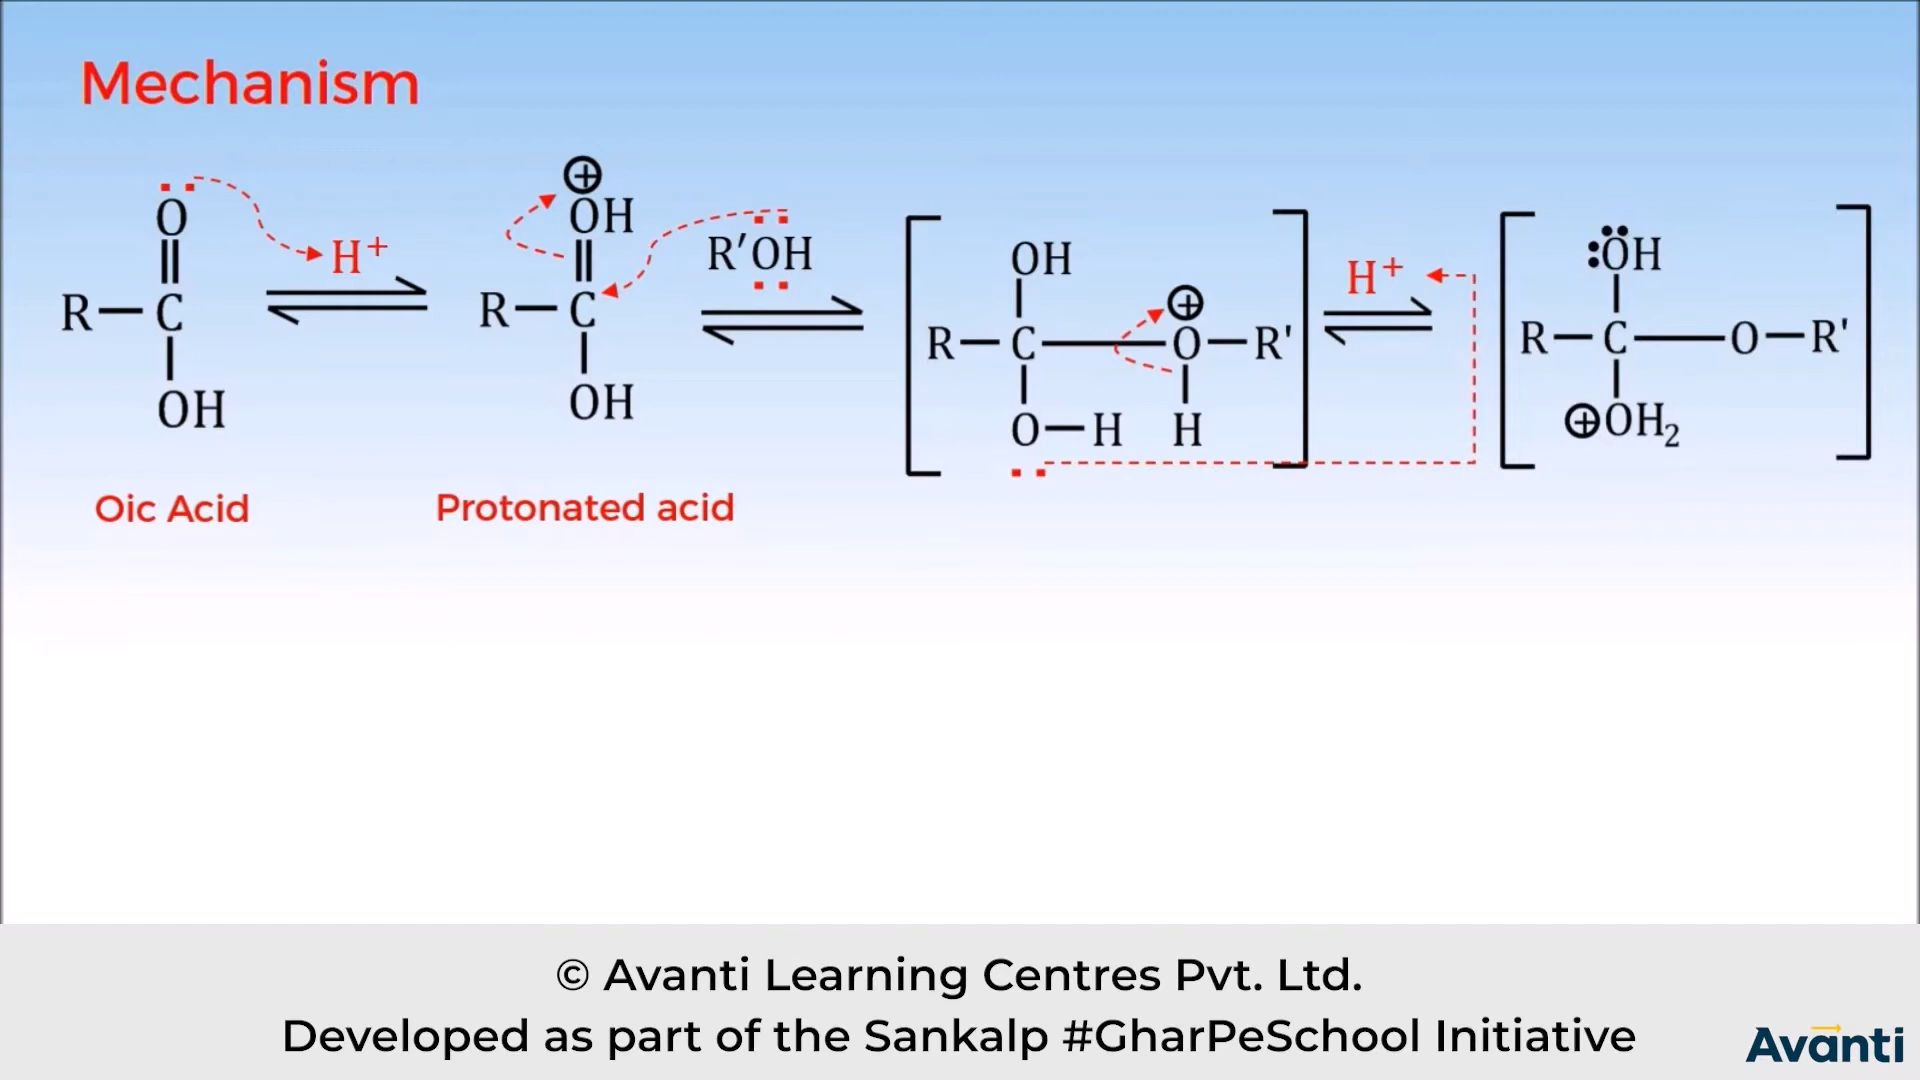 Mechanism
O
R C
OH
H+
⊕
OH
R C
OH
R′OH
OH
R C O R'
O H H
⊕
H+
:ÖH
R C O R'
⊕OH₂
Oic Acid
Protonated acid
© Avanti Learning Centres Pvt. Ltd.
Developed as part of the Sankalp #GharPeSchool Initiative
Avanti